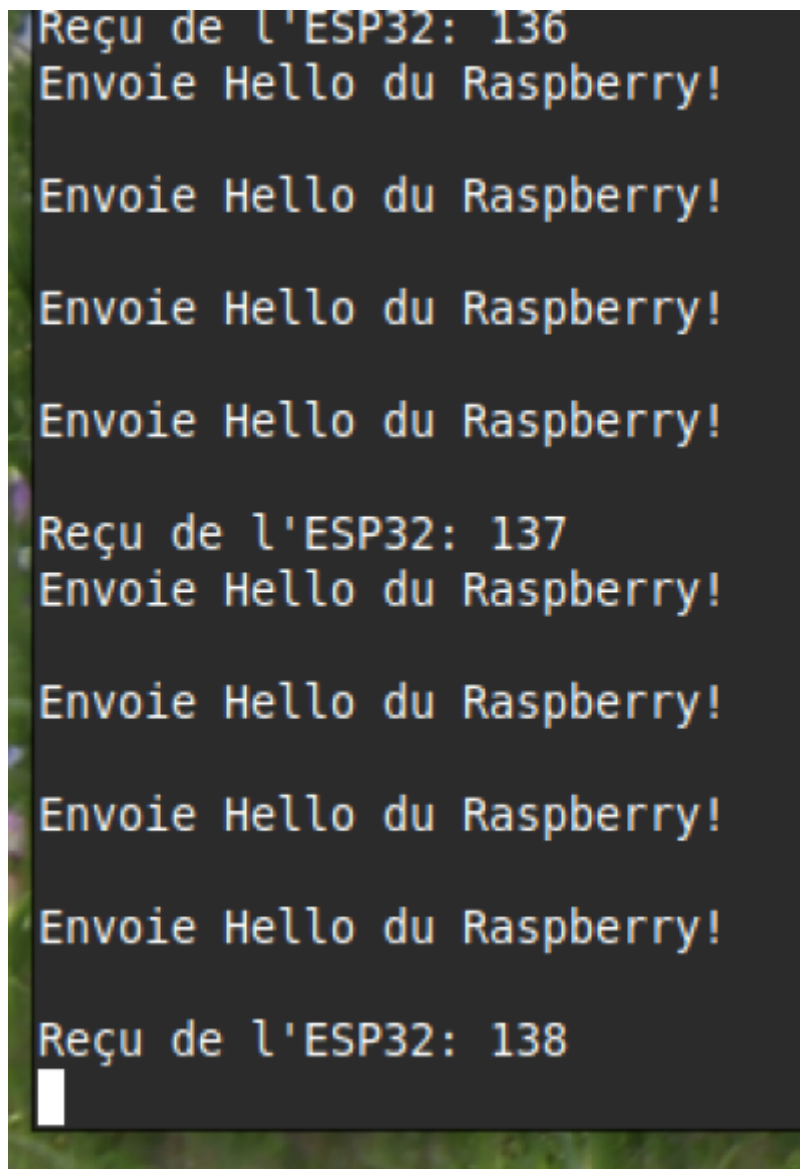 Reçu de l'ESP32: 136
Envoie Hello du Raspberry!
Envoie Hello du Raspberry!
Envoie Hello du Raspberry!
Envoie Hello du Raspberry!
Reçu de l'ESP32: 137
Envoie Hello du Raspberry!
Envoie Hello du Raspberry!
Envoie Hello du Raspberry!
Envoie Hello du Raspberry!
Reçu de l'ESP32: 138